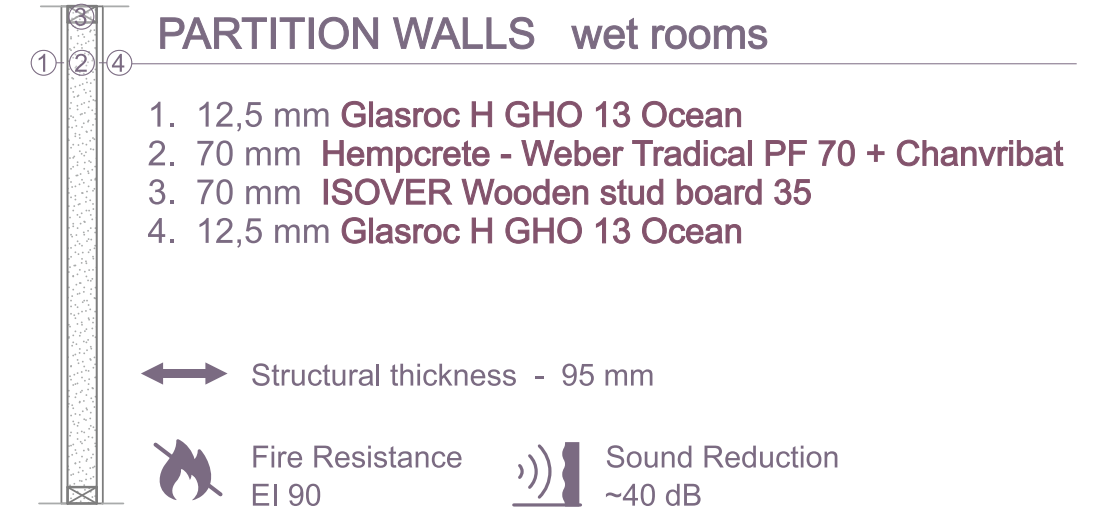 3
PARTITION WALLS wet rooms
1 2 4
1. 12,5 mm Glasroc H GHO 13 Ocean
2. 70 mm Hempcrete - Weber Tradical PF 70 + Chanvribat
3. 70 mm ISOVER Wooden stud board 35
4. 12,5 mm Glasroc H GHO 13 Ocean
Structural thickness - 95 mm
Fire Resistance
EI 90
Sound Reduction
~40 dB